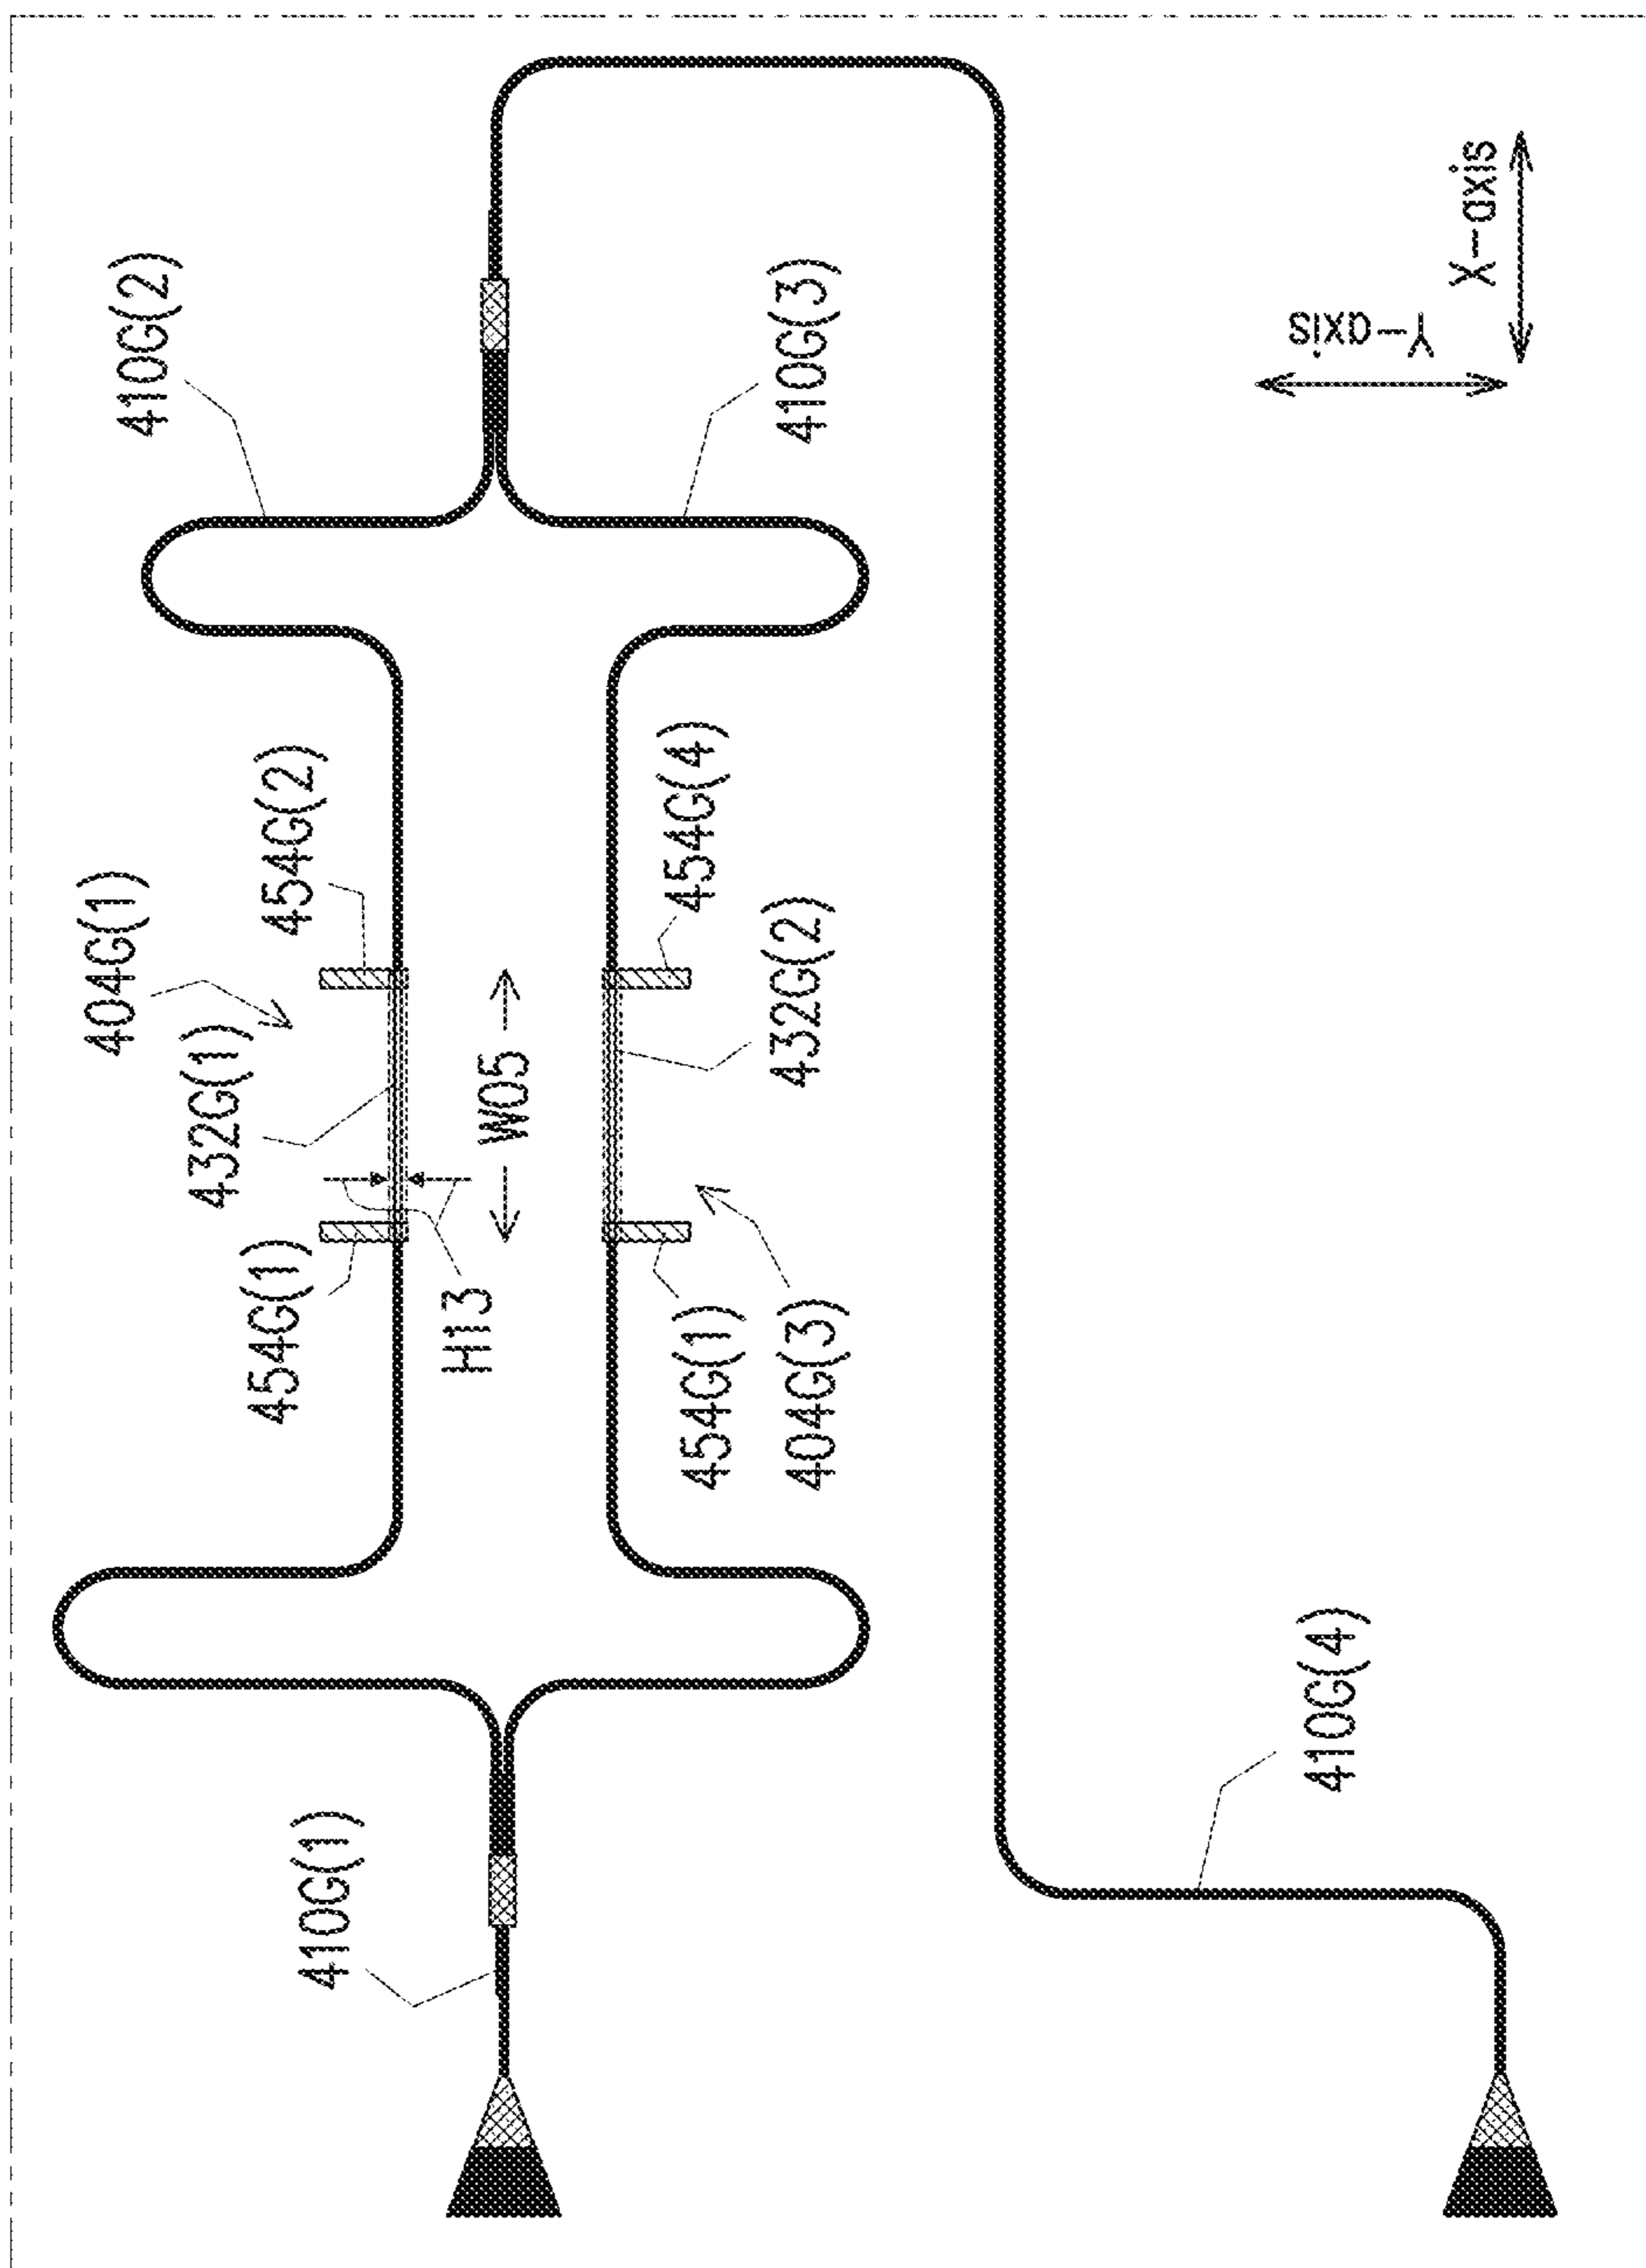 410G(2)
410G(3)
X-axis
Y-axis
404G(1)
454G(2)
432G(1)
454G(4)
432G(2)
W05
454G(1)
H13
454G(1)
404G(3)
410G(1)
410G(4)